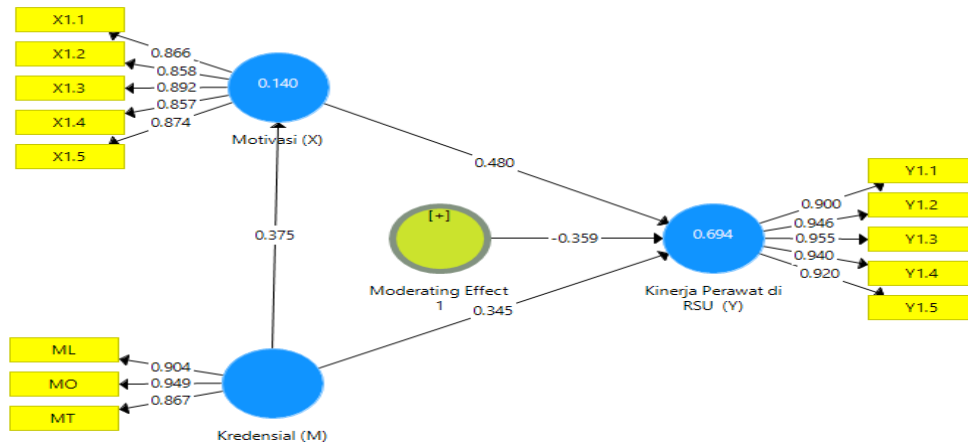 X1.1
X1.2
X1.3
X1.4
X1.5
0.866
0.858
0.892
0.857
0.874
0.140
Motivasi (X)
0.480
0.375
[+]
Moderating Effect
1
-0.359
0.345
0.694
Kinerja Perawat di
RSU (Y)
0.900
0.946
0.955
0.940
0.920
Y1.1
Y1.2
Y1.3
Y1.4
Y1.5
ML
MO
MT
0.904
0.949
0.867
Kredensial (M)